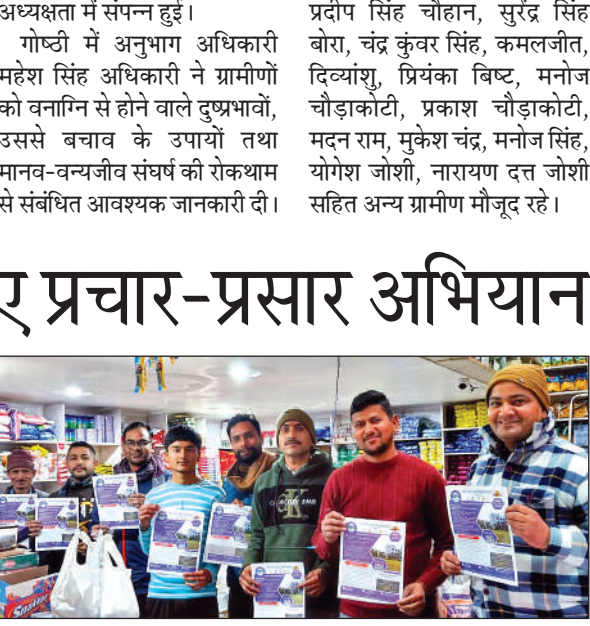 अध्यक्षता में संपन्न हुई।
गोष्ठी में अनुभाग अधिकारी
महेश सिंह अधिकारी ने ग्रामीणों
को वनाग्नि से होने वाले दुष्प्रभावों,
उससे बचाव के उपायों तथा
मानव-वन्यजीव संघर्ष की रोकथाम
से संबंधित आवश्यक जानकारी दी।
प्रदीप सिंह चौहान, सुरेंद्र सिंह
बोरा, चंद्र कुंवर सिंह, कमलजीत,
दिव्यांशु, प्रियंका बिष्ट, मनोज
चौड़ाकोटी, प्रकाश चौड़ाकोटी,
मदन राम, मुकेश चंद्र, मनोज सिंह,
योगेश जोशी, नारायण दत्त जोशी
सहित अन्य ग्रामीण मौजूद रहे।
ए प्रचार-प्रसार अभियान